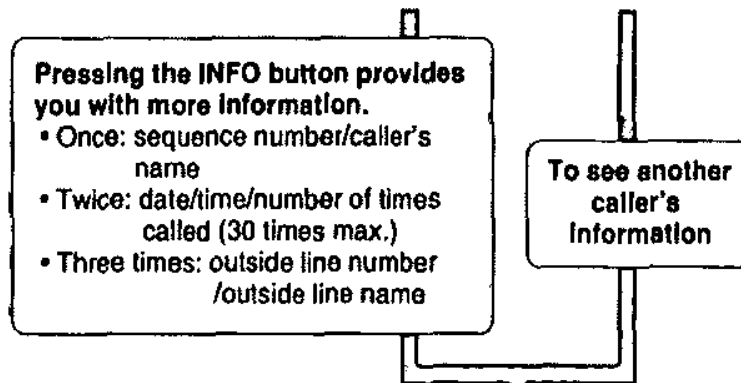 Pressing the INFO button provides
you with more information.
• Once: sequence number/caller's
name
• Twice: date/time/number of times
called (30 times max.)
• Three times: outside line number
/outside line name
To see another
caller's
information